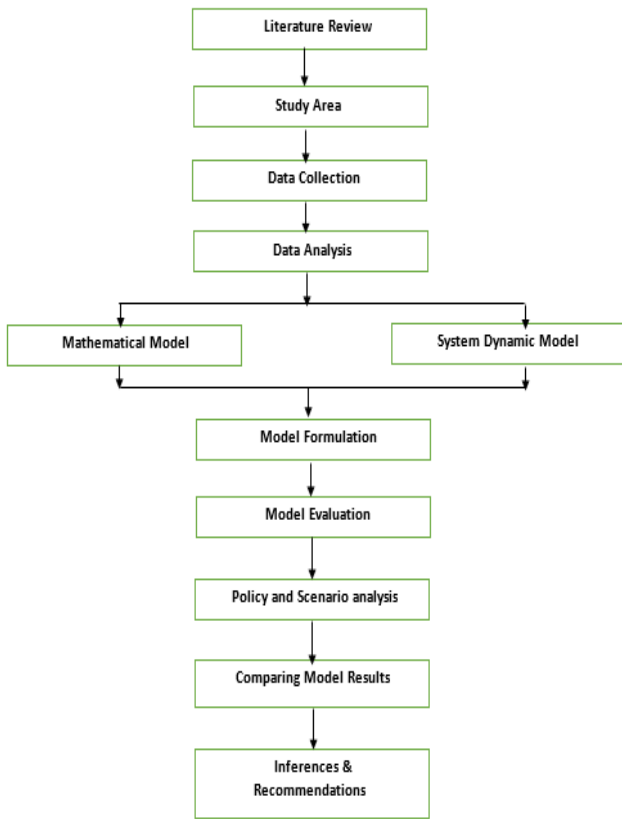 Literature Review
Study Area
Data Collection
Data Analysis
Mathematical Model
System Dynamic Model
Model Formulation
Model Evaluation
Policy and Scenario analysis
Comparing Model Results
Inferences &
Recommendations